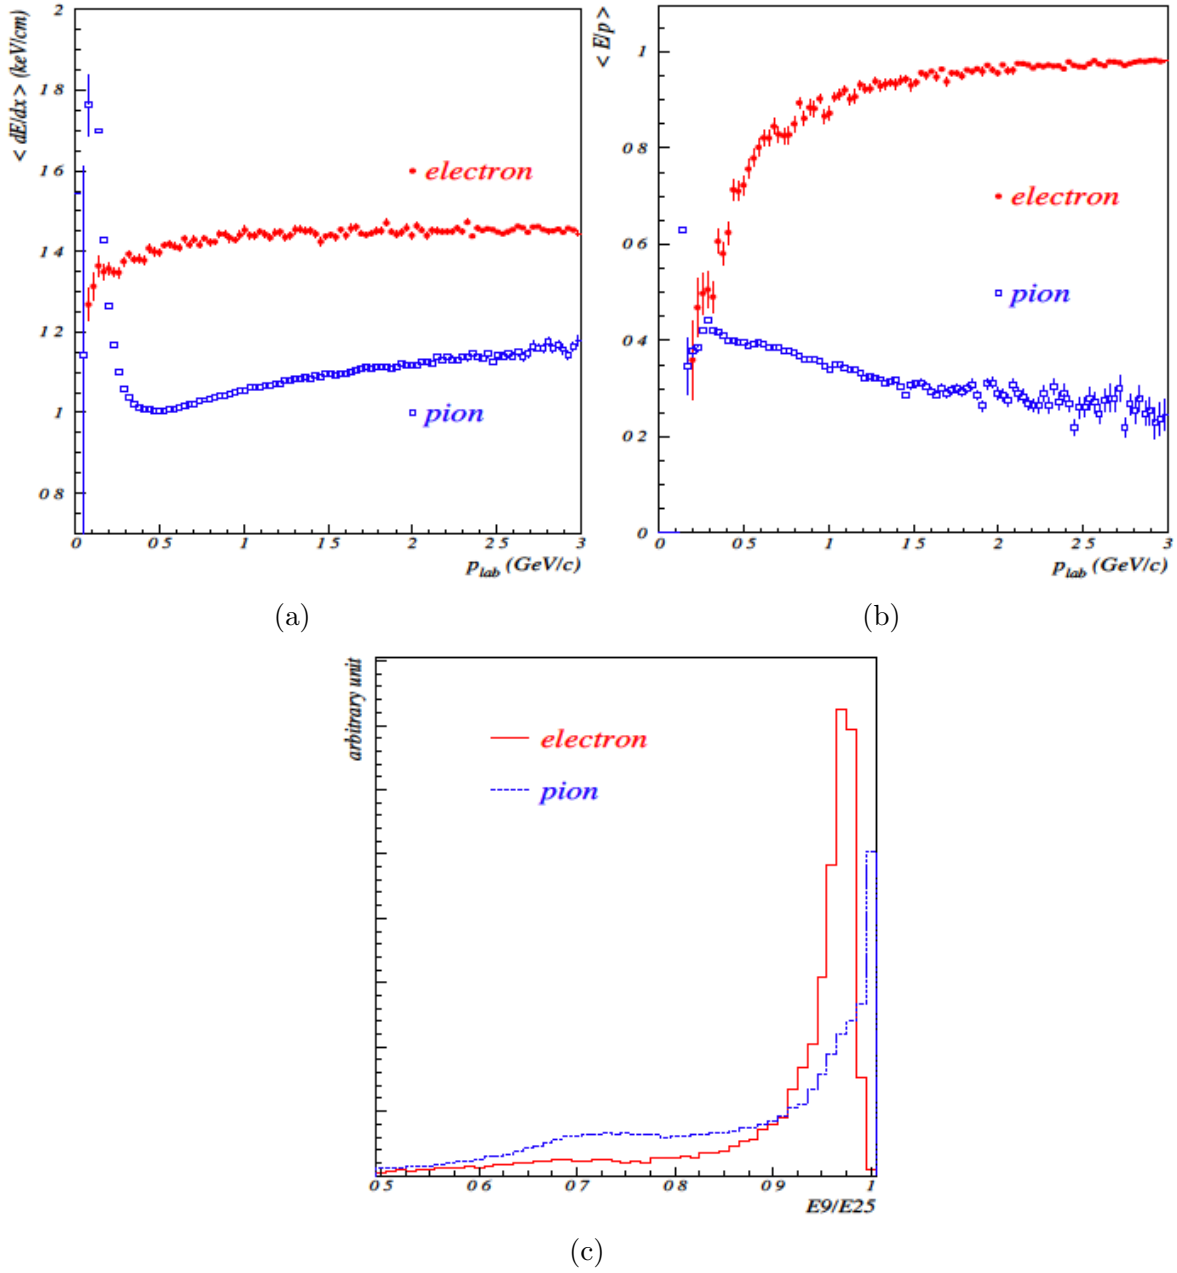 < dE/dx > (keV/cm)
2
1 8
1 6
1 4
1 2
1
0 8
electron
pion
0
0 5
1
1 5
2
2 5
3
p_lab (GeV/c)
(a)
< E/p >
1
0 8
0 6
0 4
0 2
0
electron
pion
0
0 5
1
1 5
2
2 5
3
p_lab (GeV/c)
(b)
arbitrary unit
electron
pion
0 5
0 6
0 7
0 8
0 9
1
E9/E25
(c)